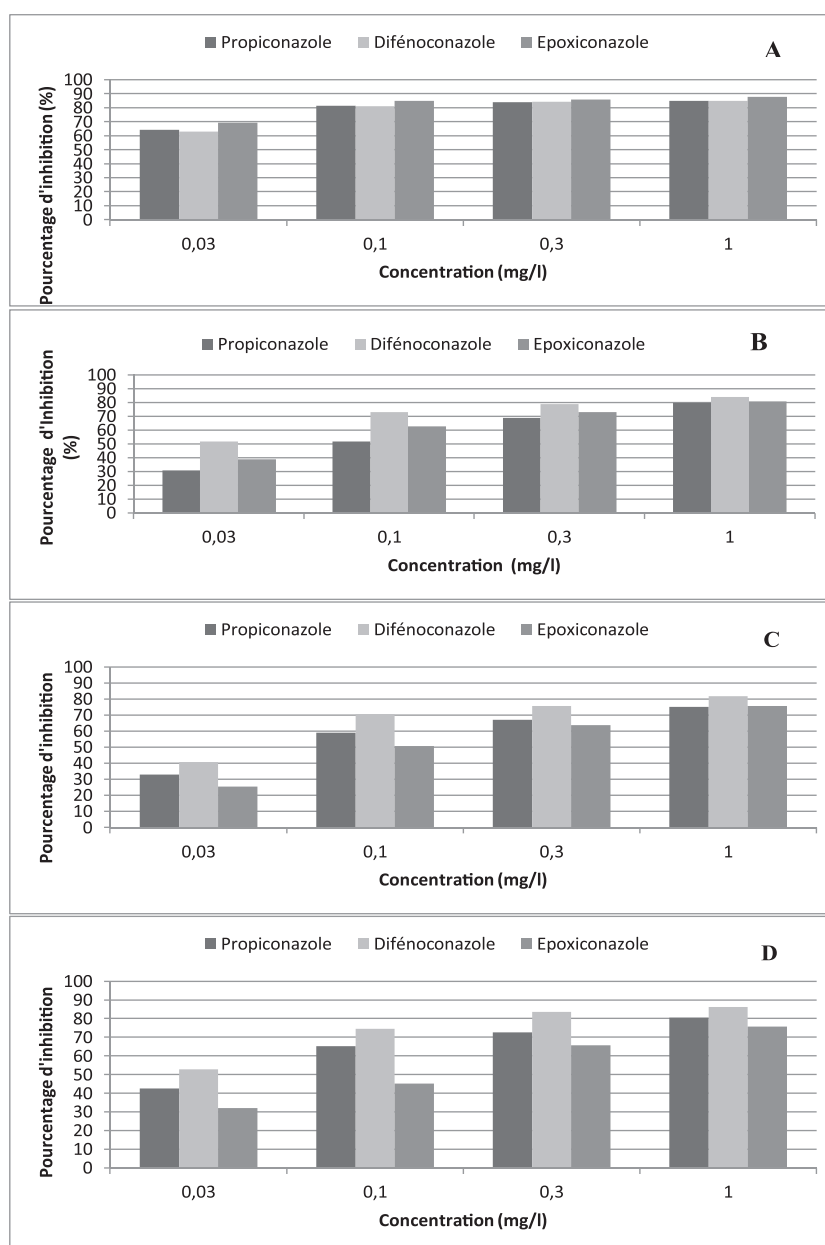 Propiconazole Difénoconazole Epoxiconazole
A
Pourcentage d'inhibition (%)
100
90
80
70
60
50
40
30
20
10
0
0,03 0,1 0,3 1
Concentration (mg/l)
Propiconazole Difénoconazole Epoxiconazole
B
Pourcentage d'Inhibition
(%)
100
90
80
70
60
50
40
30
20
10
0
0,03 0,1 0,3 1
Concentration (mg/l)
Propiconazole Difénoconazole Epoxiconazole
C
Pourcentage d'inhibition
100
90
80
70
60
50
40
30
20
10
0
0,03 0,1 0,3 1
Concentration (mg/l)
Propiconazole Difénoconazole Epoxiconazole
D
Pourcentage d'inhibition
100
90
80
70
60
50
40
30
20
10
0
0,03 0,1 0,3 1
Concentration (mg/l)